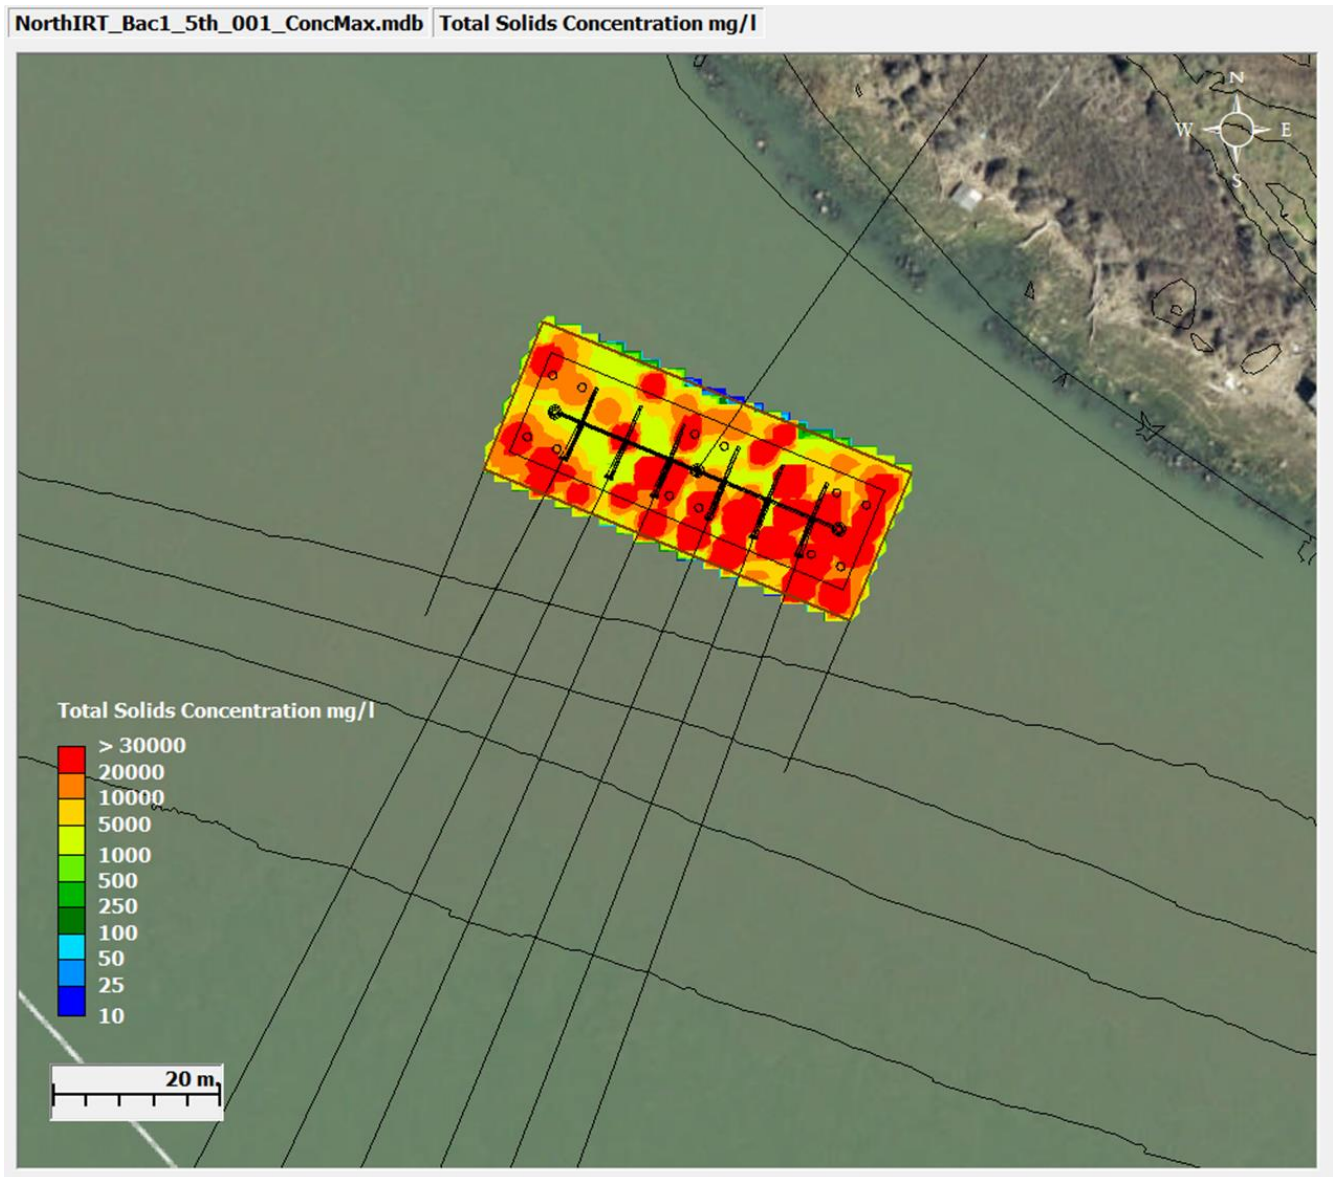 NorthIRT_Bac1_5th_001_ConcMax.mdb Total Solids Concentration mg/l
N
W E
S
Total Solids Concentration mg/l
> 30000
20000
10000
5000
1000
500
250
100
50
25
10
20 m.